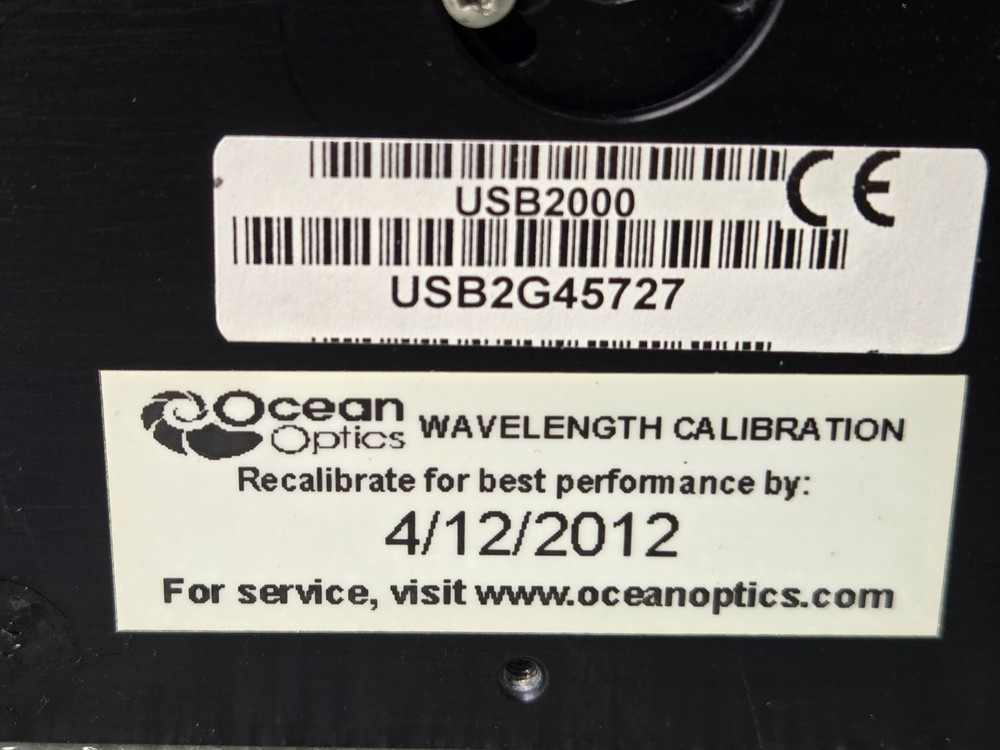 USB2000
CE
USB2G45727
Ocean
Optics
WAVELENGTH CALIBRATION
Recalibrate for best performance by:
4/12/2012
For service, visit www.oceanoptics.com